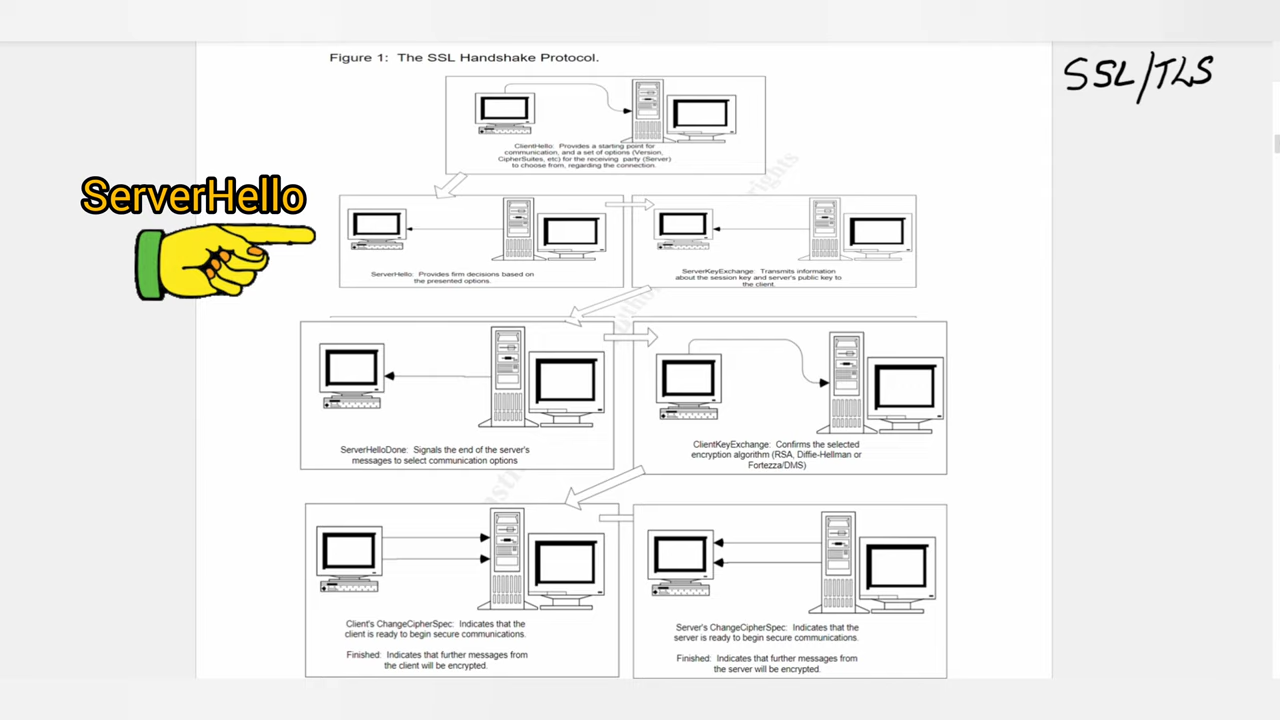 Figure 1: The SSL Handshake Protocol.
SSL/TLS
ClientHello: Provides a starting point for
communication, and a set of options (Version,
CipherSuites, etc) for the receiving party (Server)
to choose from, regarding the connection.
ServerHello
ServerHello: Provides firm decisions based on
the presented options.
ServerKeyExchange: Transmits information
about the session key and server's public key to
the client.
ServerHelloDone: Signals the end of the server's
messages to select communication options
ClientKeyExchange: Confirms the selected
encryption algorithm (RSA, Diffie-Hellman or
Fortezza/DMS)
Client's ChangeCipherSpec: Indicates that the
client is ready to begin secure communications.
Finished: Indicates that further messages from
the client will be encrypted.
Server's ChangeCipherSpec: Indicates that the
server is ready to begin secure communications.
Finished: Indicates that further messages from
the server will be encrypted.
rights